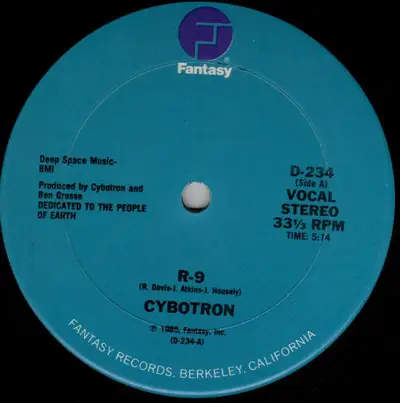 Fantasy
Deep Space Music-
BMI
Produced by Cybotron and
Ben Grosse
DEDICATED TO THE PEOPLE
OF EARTH
D-234
(Side A)
VOCAL
STEREO
33⅓ RPM
TIME: 5:14
R-9
(R. Davis-J. Atkins-J. Housely)
CYBOTRON
℗ 1985, Fantasy, Inc.
(D-234-A)
FANTASY RECORDS, BERKELEY, CALIFORNIA